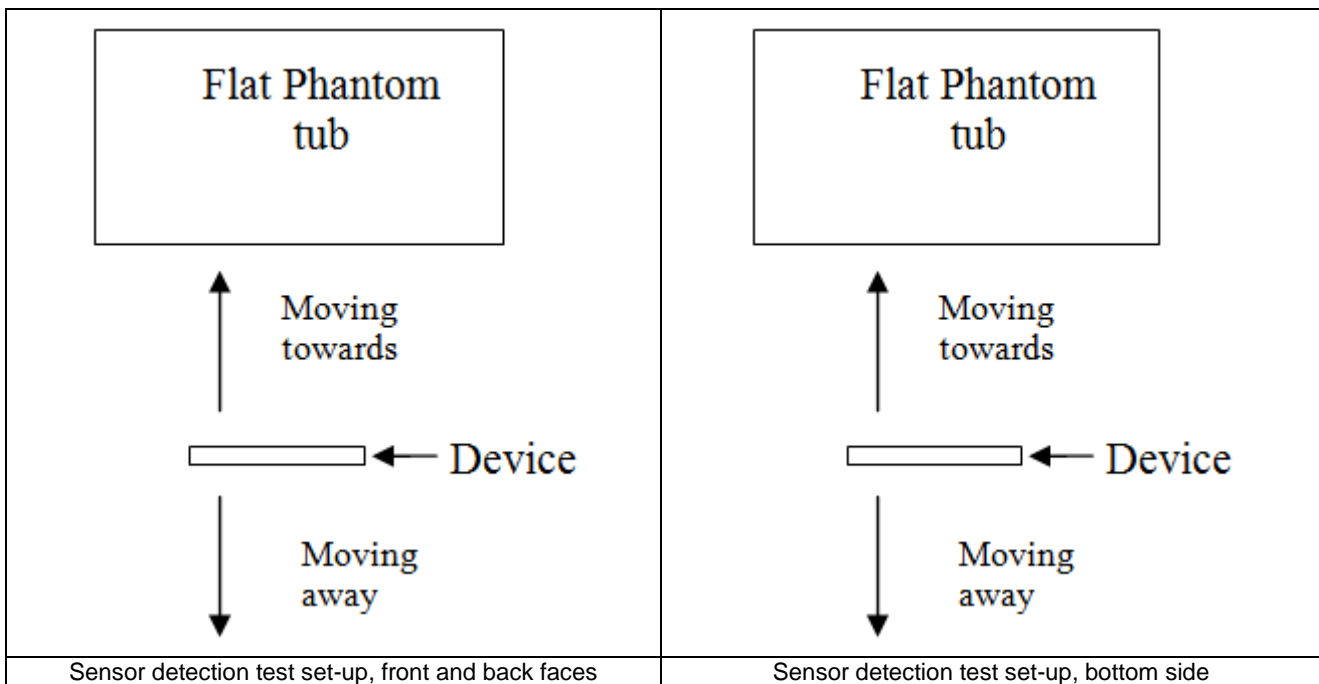 Flat Phantom
tub
Moving
towards
Device
Moving
away
Sensor detection test set-up, front and back faces
Flat Phantom
tub
Moving
towards
Device
Moving
away
Sensor detection test set-up, bottom side